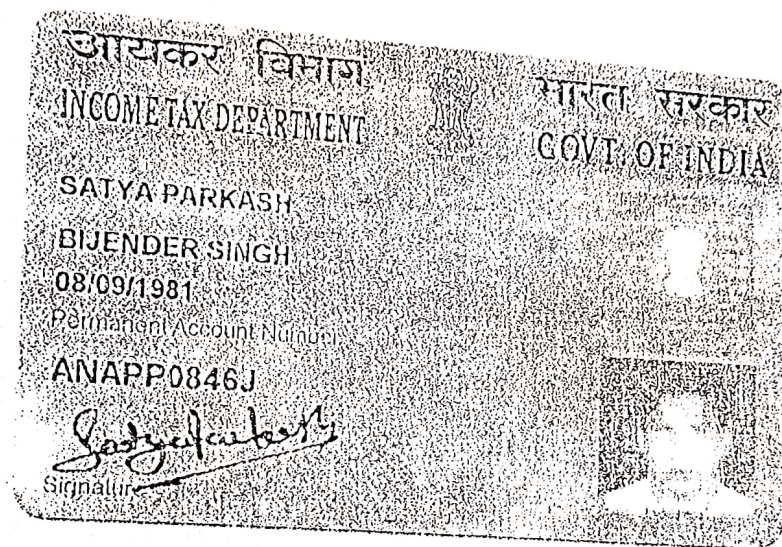 आयकर विभाग
INCOME TAX DEPARTMENT
भारत सरकार
GOVT. OF INDIA
SATYA PARKASH
BIJENDER SINGH
08/09/1981
Permanent Account Number
ANAPP0846J
Satyaparkash
Signature